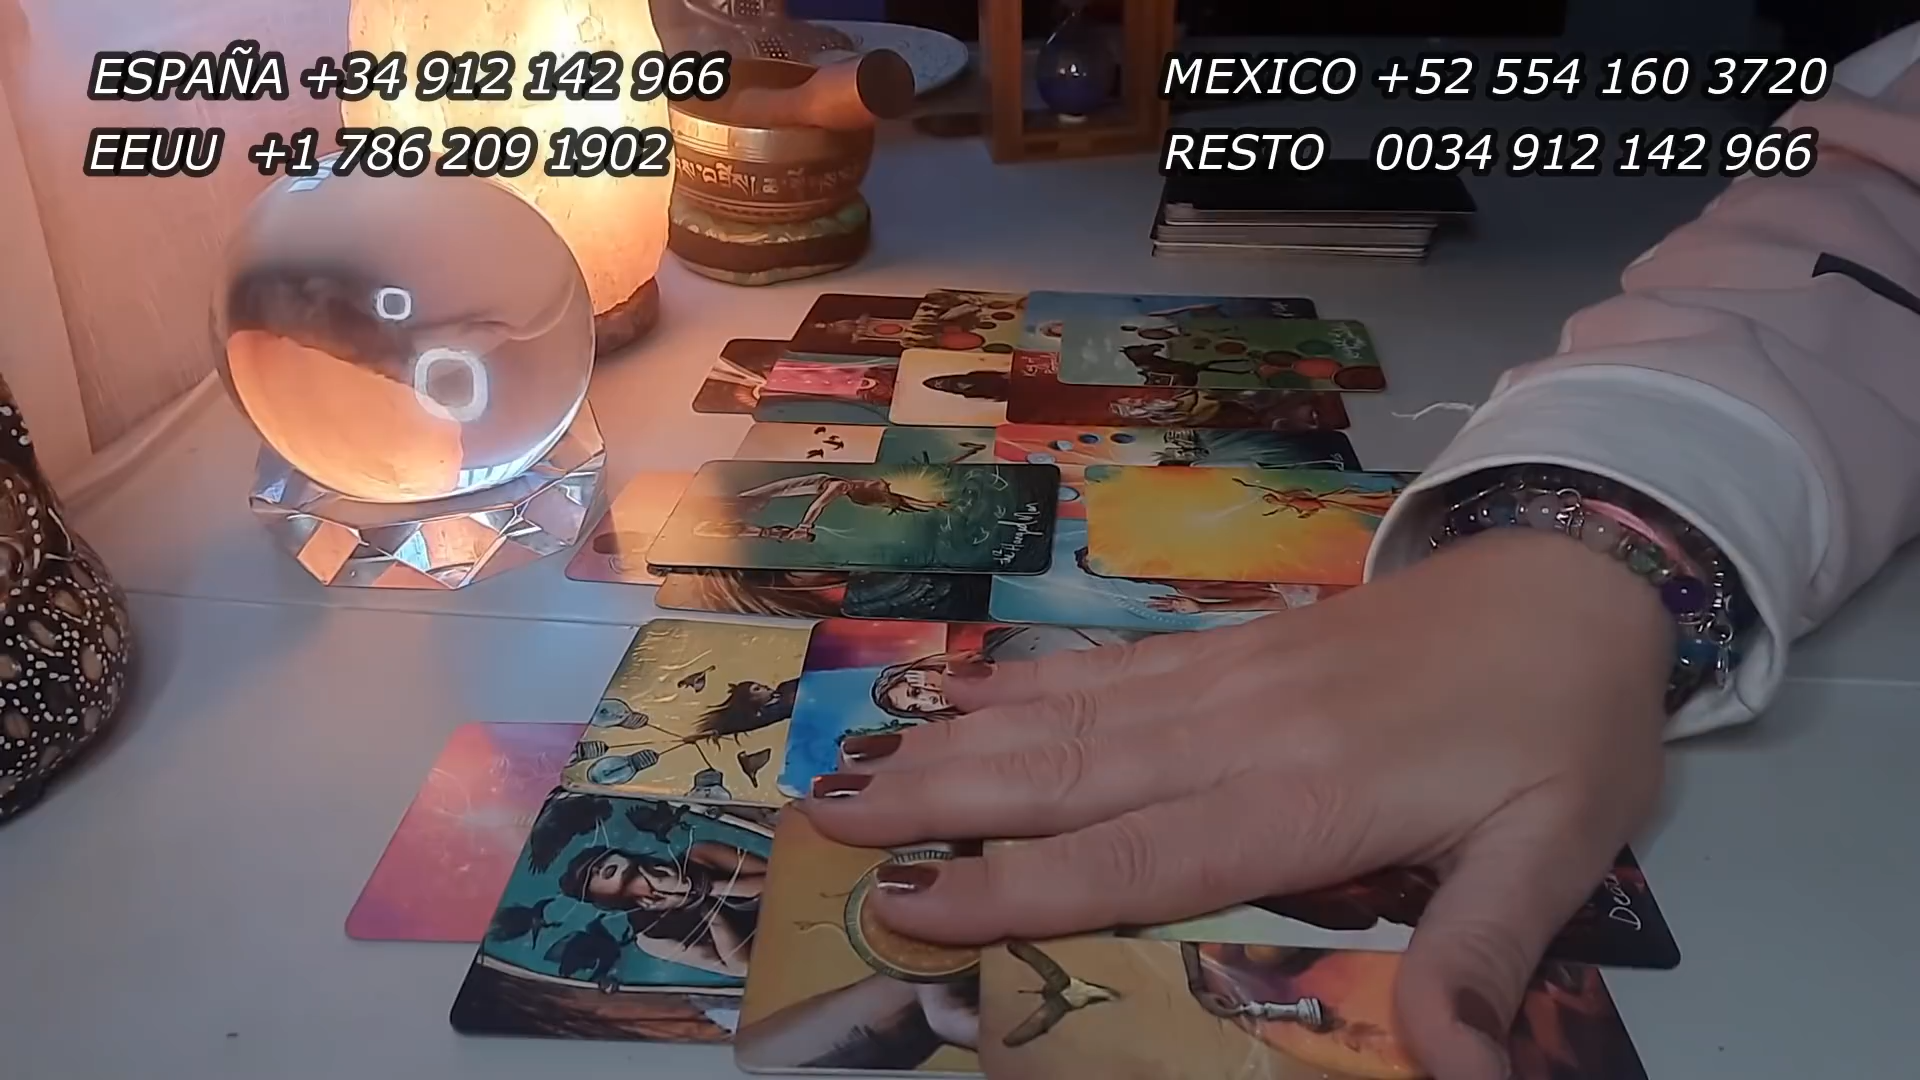 ESPAÑA +34 912 142 966
EEUU +1 786 209 1902
MEXICO +52 554 160 3720
RESTO 0034 912 142 966